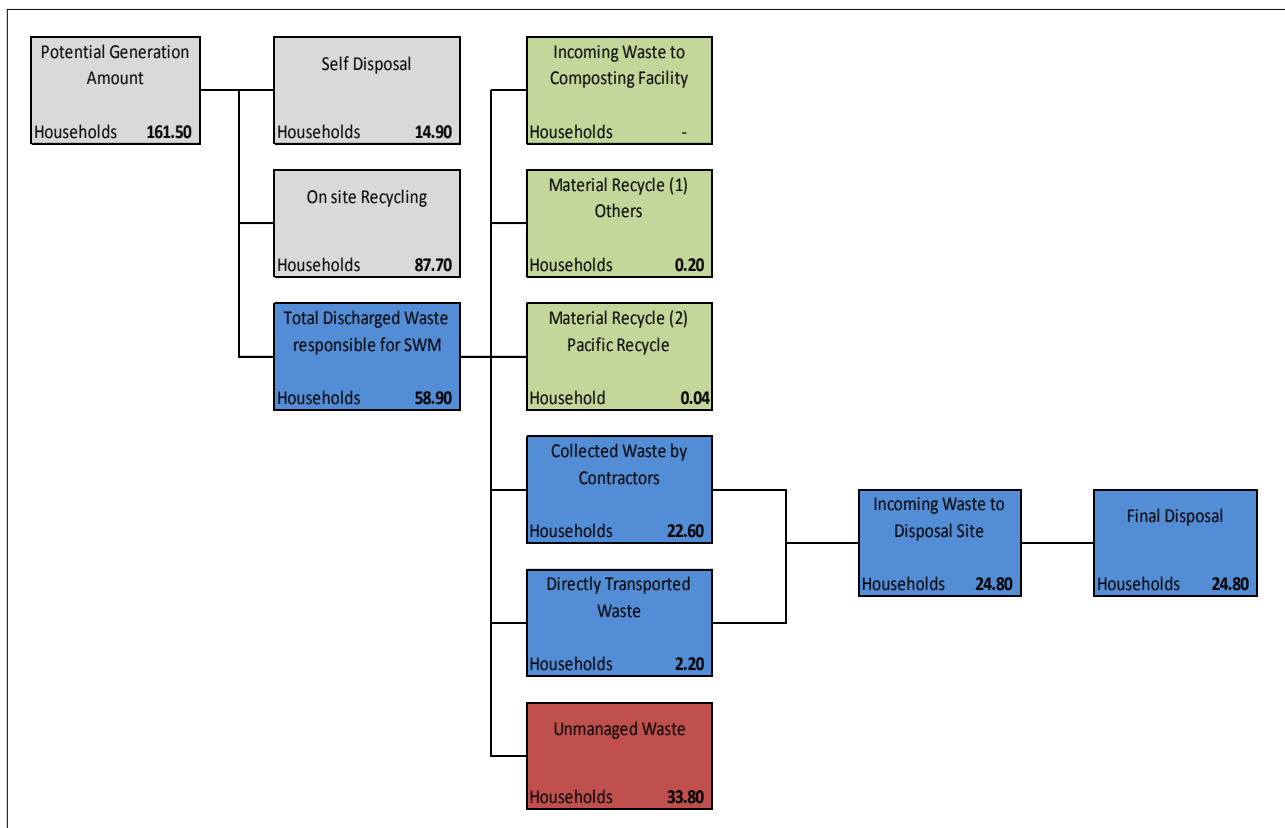 Potential Generation
Amount
Households 161.50
Self Disposal
Households 14.90
On site Recycling
Households 87.70
Total Discharged Waste
responsible for SWM
Households 58.90
Incoming Waste to
Composting Facility
Households -
Material Recycle (1)
Others
Households 0.20
Material Recycle (2)
Pacific Recycle
Household 0.04
Collected Waste by
Contractors
Households 22.60
Directly Transported
Waste
Households 2.20
Unmanaged Waste
Households 33.80
Incoming Waste to
Disposal Site
Households 24.80
Final Disposal
Households 24.80